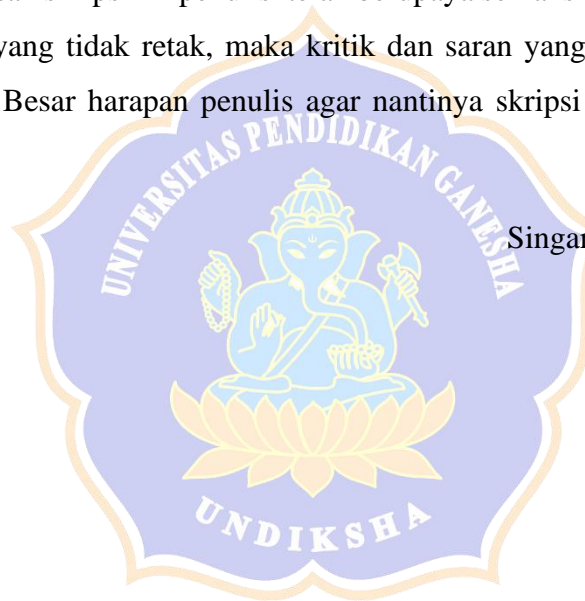 yang tidak retak, maka kritik dan saran yang
Besar harapan penulis agar nantinya skripsi
UNIVERSITAS PENDIDIKAN GANESHA
Singar
UNDIKSHA